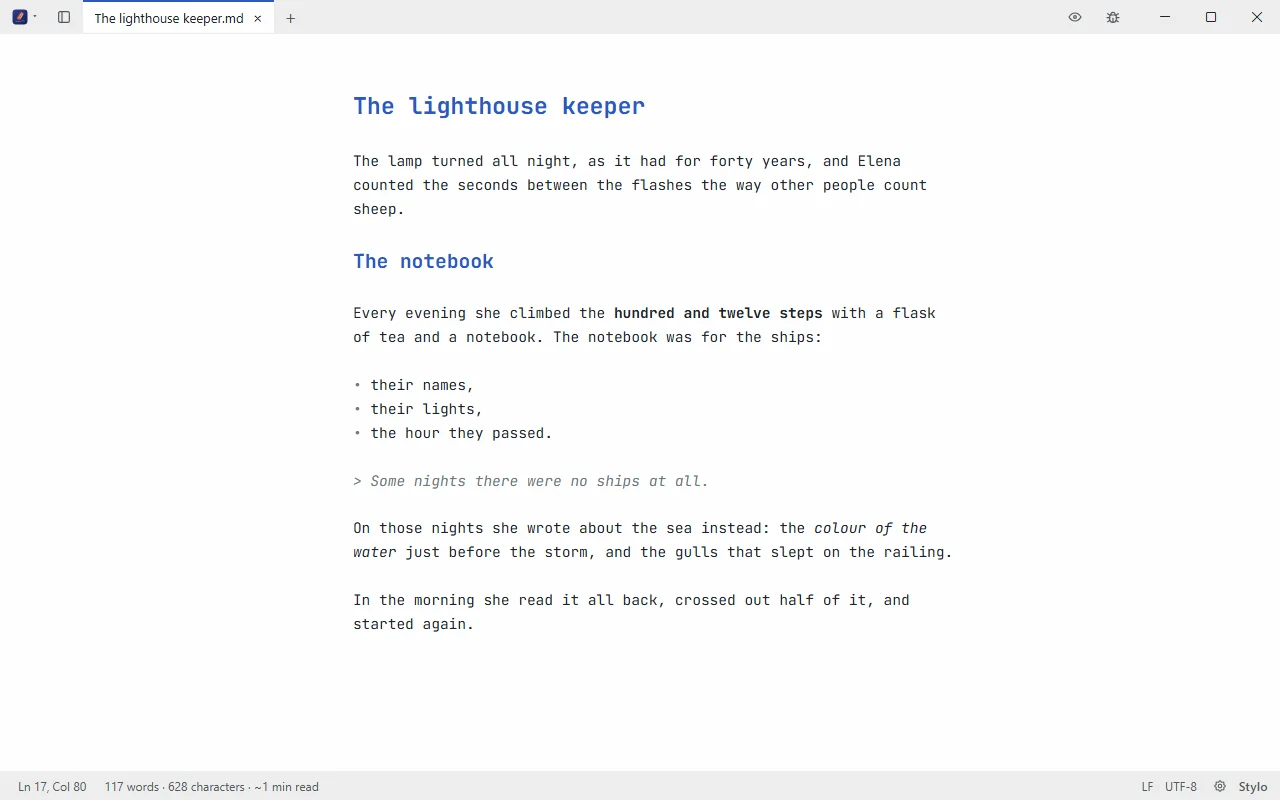 The lighthouse keeper.md
The lighthouse keeper
The lamp turned all night, as it had for forty years, and Elena
counted the seconds between the flashes the way other people count
sheep.
The notebook
Every evening she climbed the hundred and twelve steps with a flask
of tea and a notebook. The notebook was for the ships:
• their names,
• their lights,
• the hour they passed.
> Some nights there were no ships at all.
On those nights she wrote about the sea instead: the colour of the
water just before the storm, and the gulls that slept on the railing.
In the morning she read it all back, crossed out half of it, and
started again.
Ln 17, Col 80 117 words · 628 characters · ~1 min read LF UTF-8 Stylo